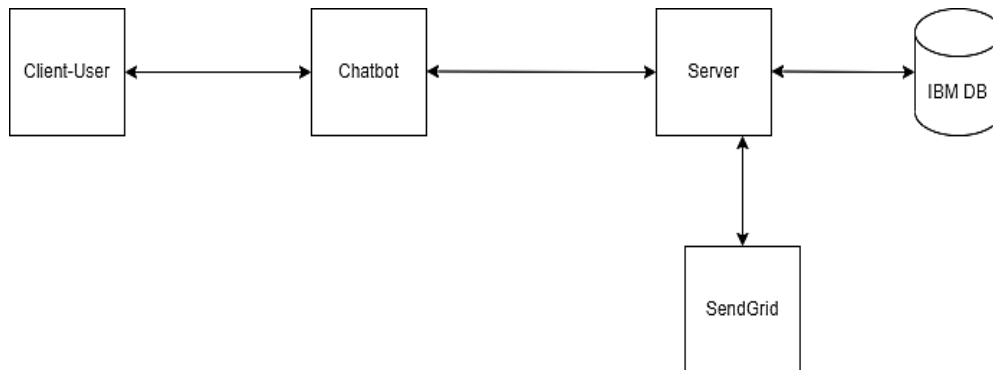 Client-User
Chatbot
Server
IBM DB
SendGrid